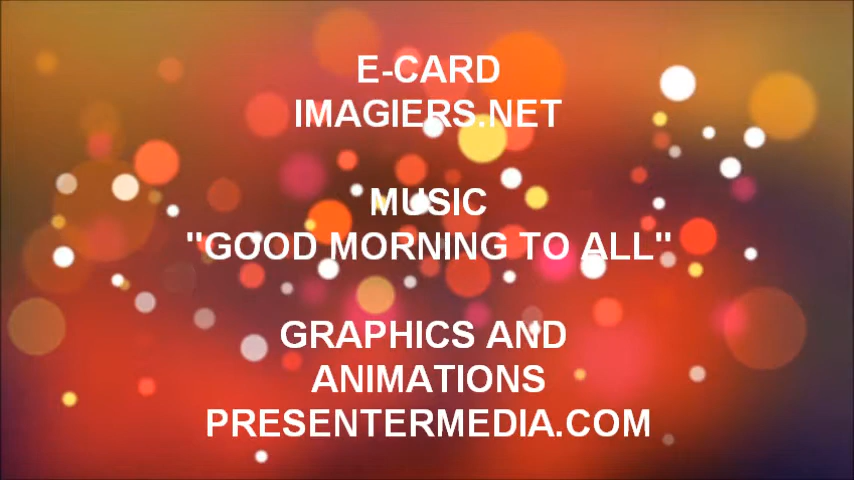 E-CARD
IMAGIERS.NET
MUSIC
"GOOD MORNING TO ALL"
GRAPHICS AND
ANIMATIONS
PRESENTERMEDIA.COM